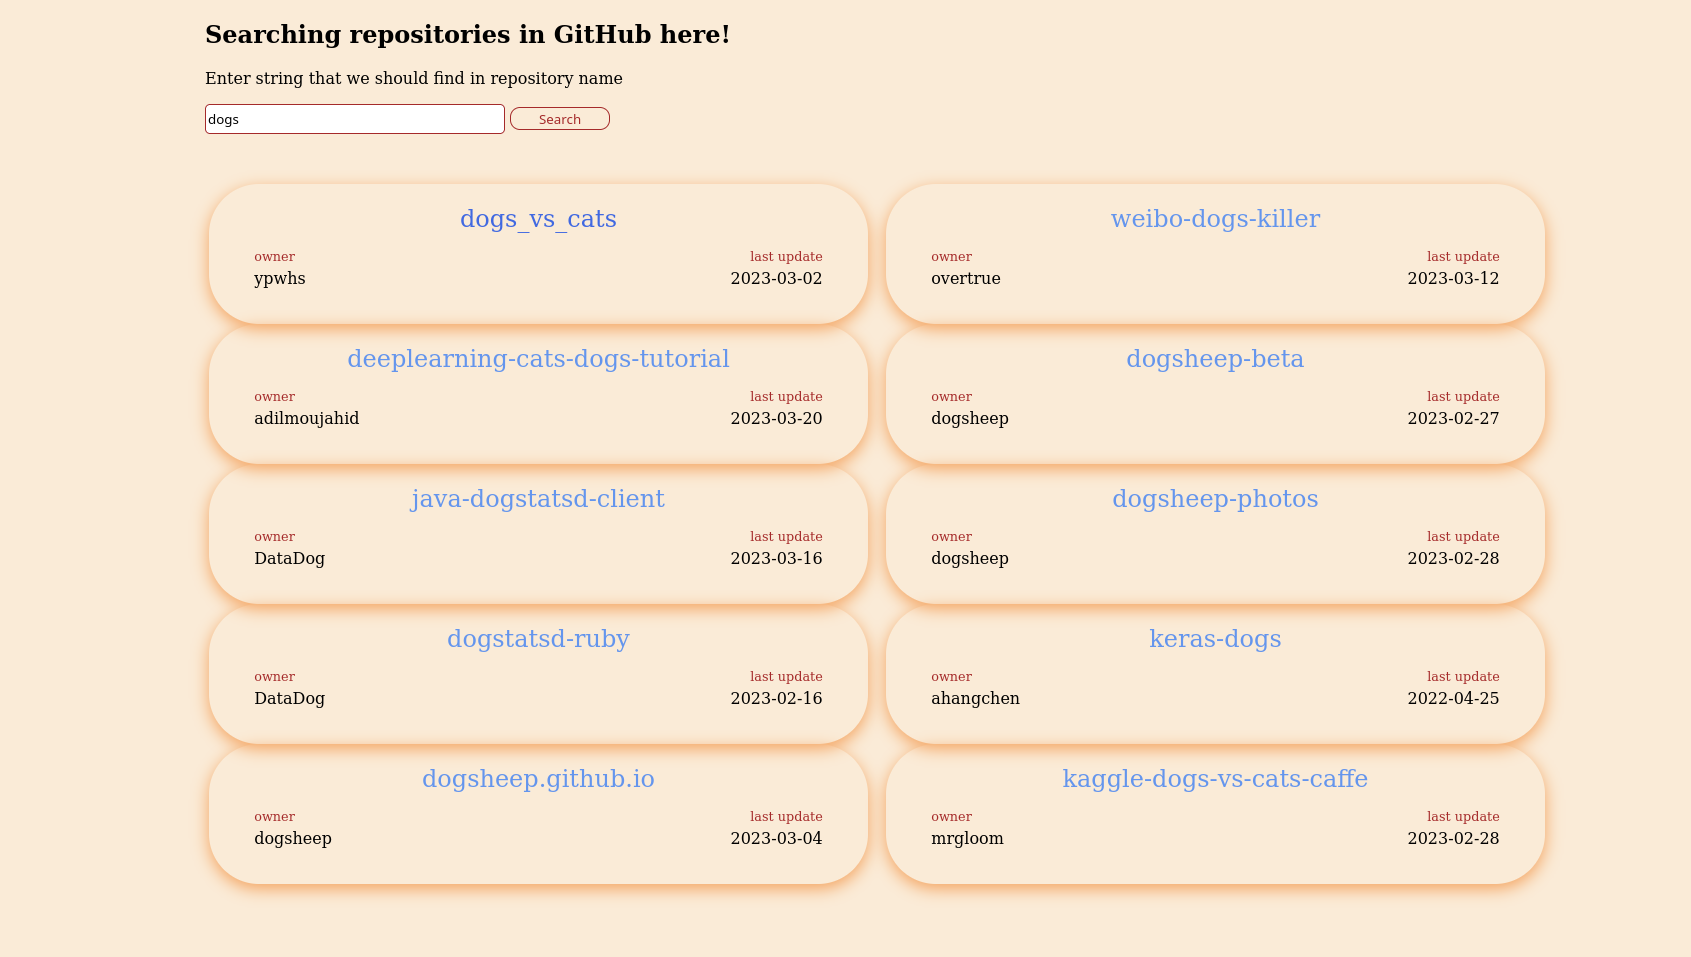 Searching repositories in GitHub here!
Enter string that we should find in repository name
dogs
Search
dogs_vs_cats
owner last update
ypwhs 2023-03-02
weibo-dogs-killer
owner last update
overtrue 2023-03-12
deeplearning-cats-dogs-tutorial
owner last update
adilmoujahid 2023-03-20
dogsheep-beta
owner last update
dogsheep 2023-02-27
java-dogstatsd-client
owner last update
DataDog 2023-03-16
dogsheep-photos
owner last update
dogsheep 2023-02-28
dogstatsd-ruby
owner last update
DataDog 2023-02-16
keras-dogs
owner last update
ahangchen 2022-04-25
dogsheep.github.io
owner last update
dogsheep 2023-03-04
kaggle-dogs-vs-cats-caffe
owner last update
mrgloom 2023-02-28